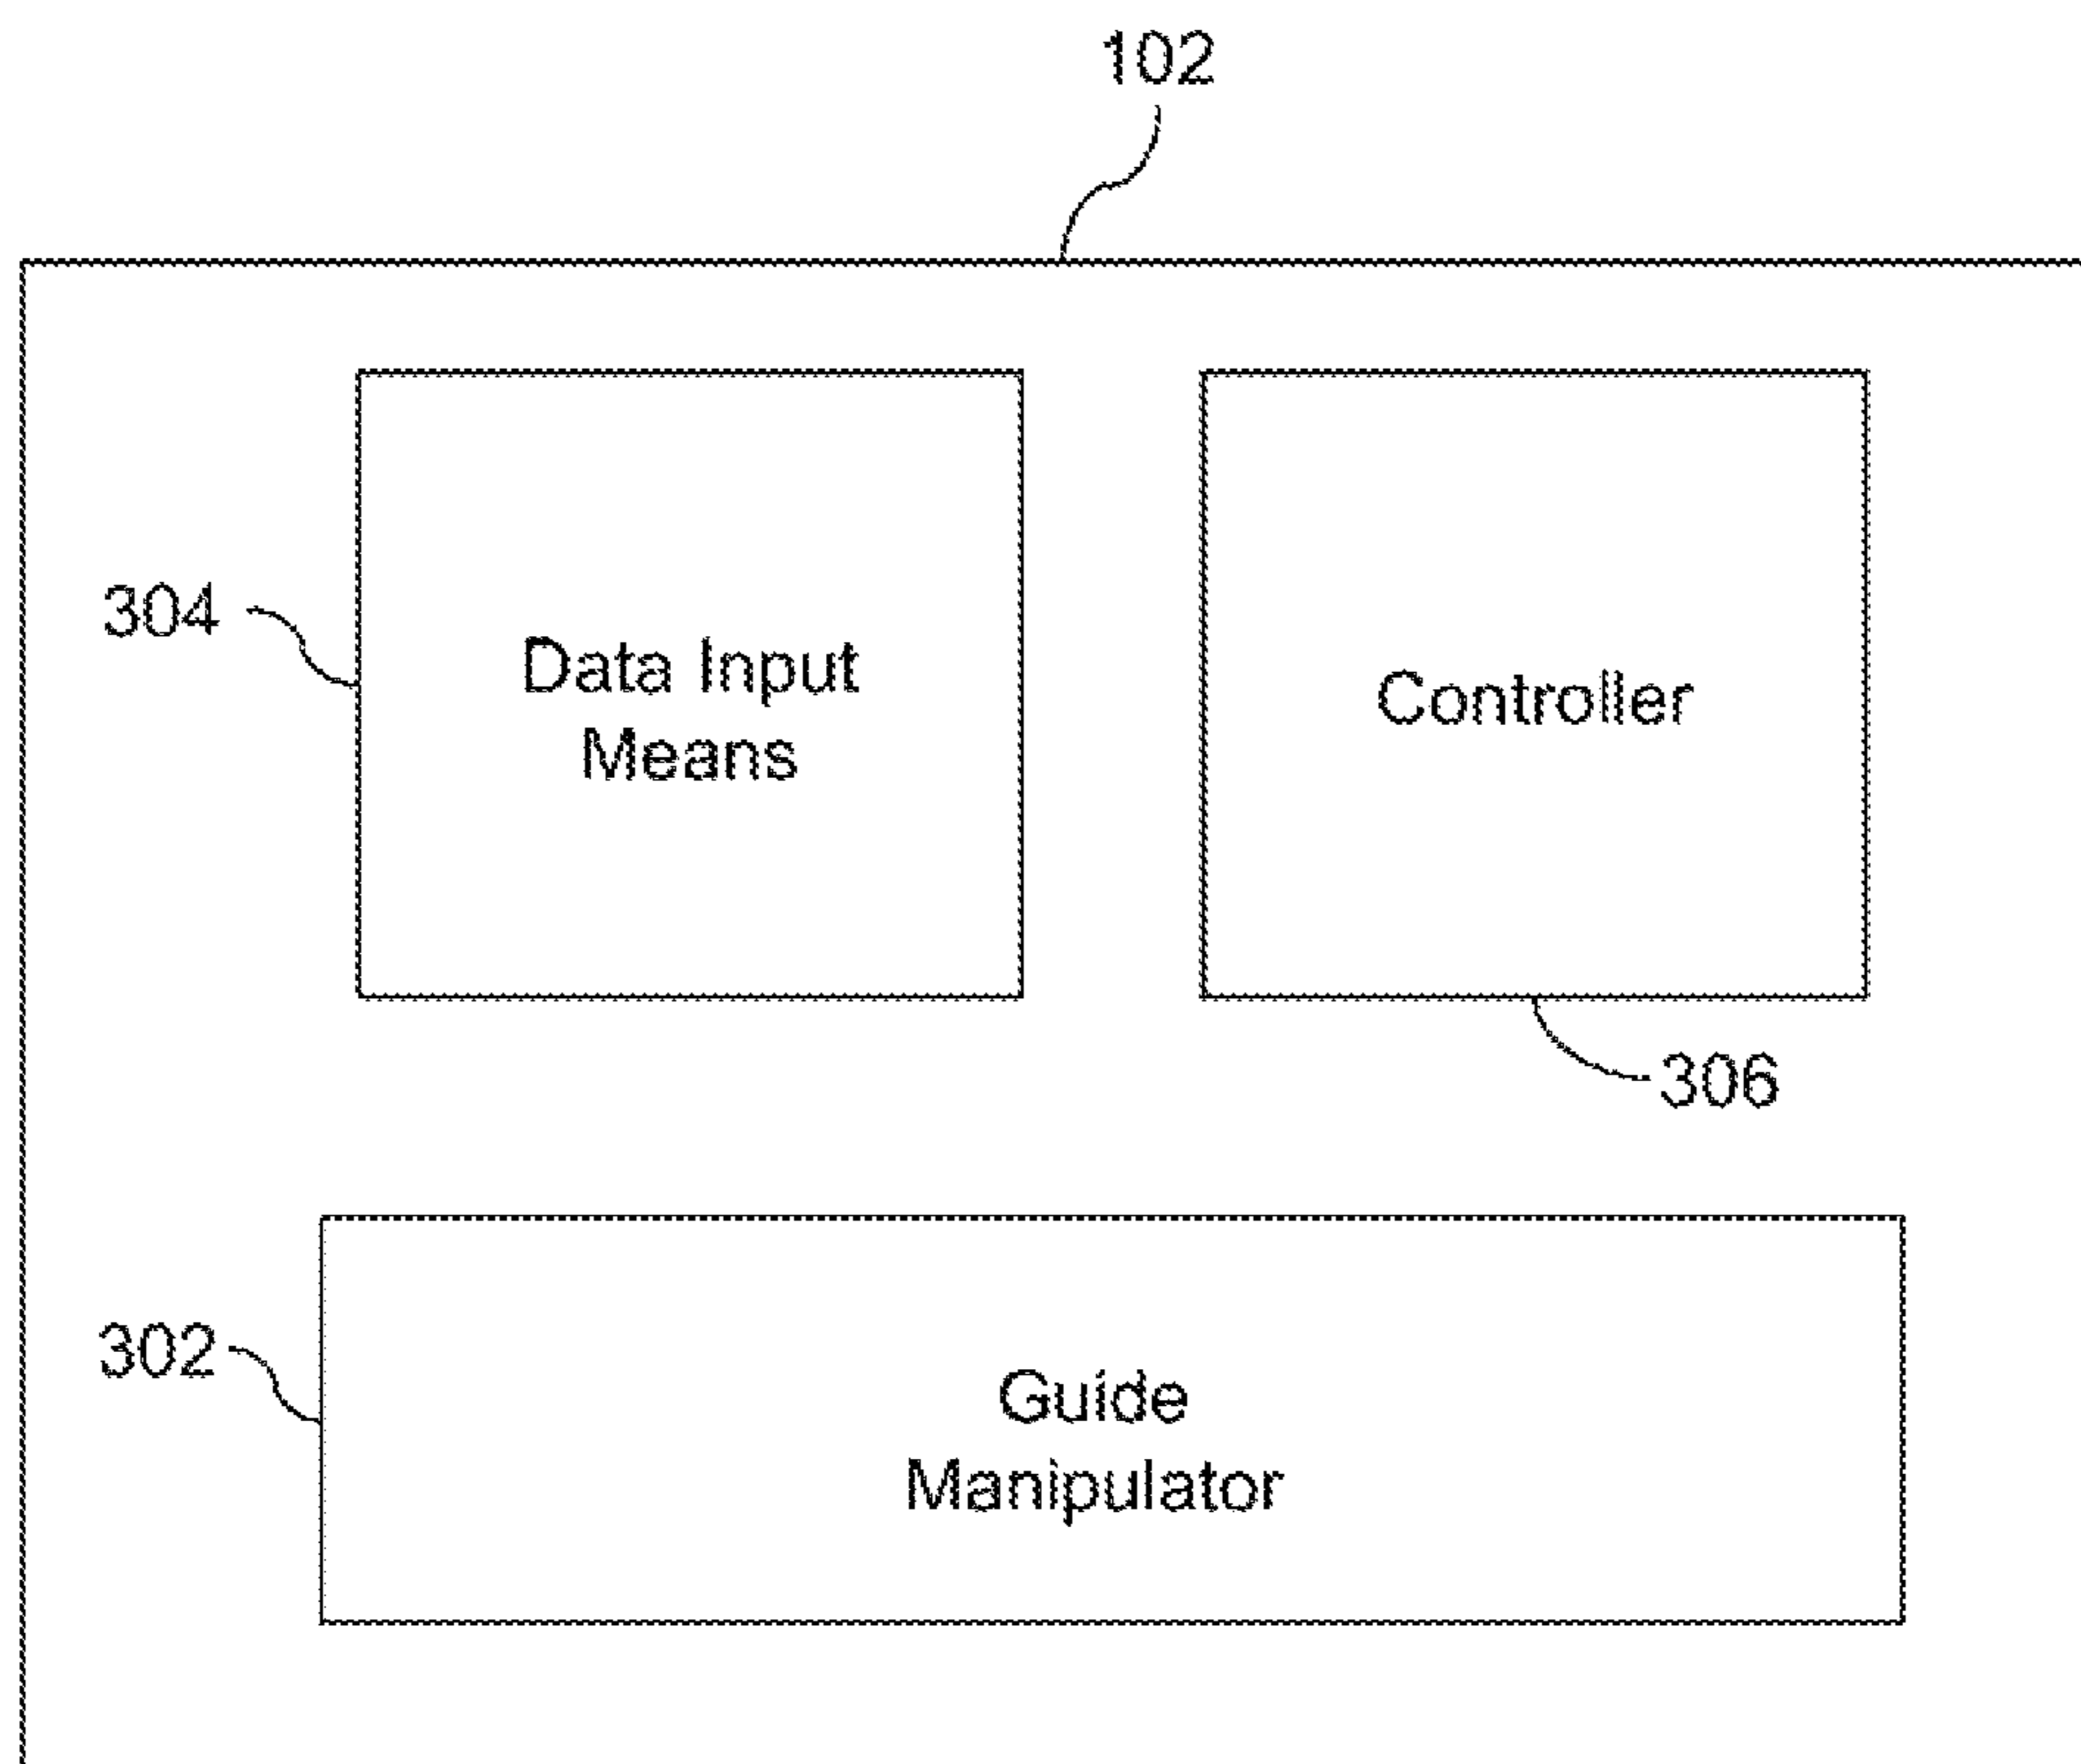 102
304
Data Input
Means
Controller
306
302
Guide
Manipulator